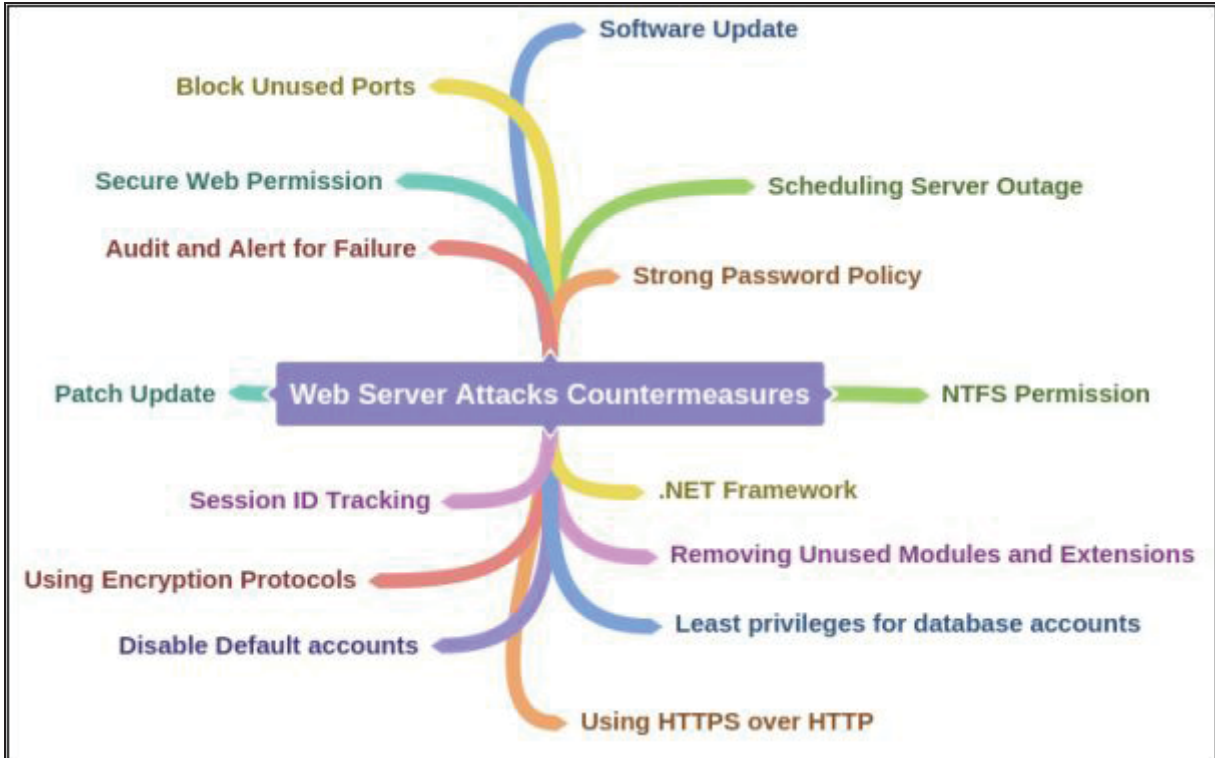 Software Update
Block Unused Ports
Secure Web Permission
Scheduling Server Outage
Audit and Alert for Failure
Strong Password Policy
Patch Update
Web Server Attacks Countermeasures
NTFS Permission
Session ID Tracking
.NET Framework
Removing Unused Modules and Extensions
Using Encryption Protocols
Least privileges for database accounts
Disable Default accounts
Using HTTPS over HTTP